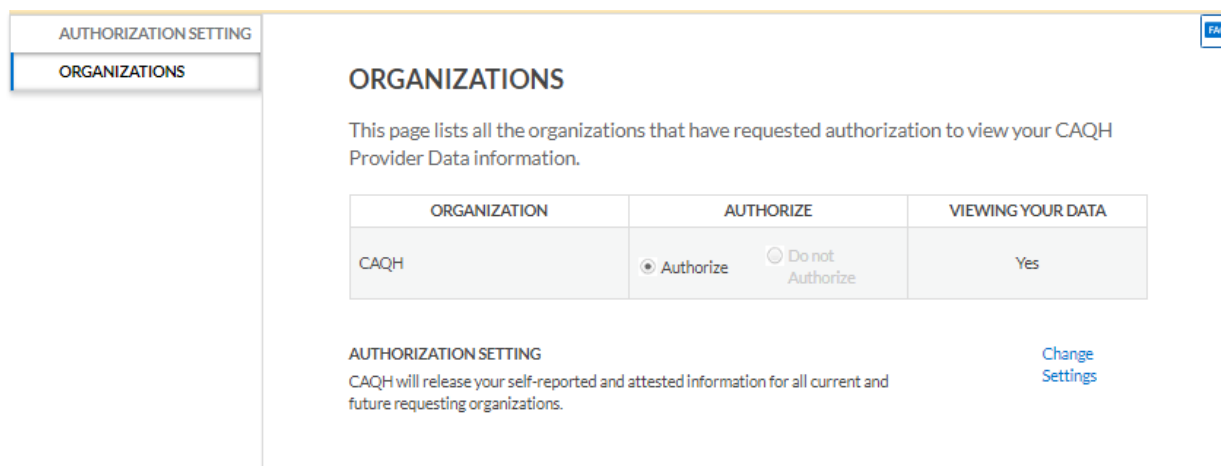 AUTHORIZATION SETTING
ORGANIZATIONS
ORGANIZATIONS
This page lists all the organizations that have requested authorization to view your CAQH
Provider Data information.
ORGANIZATION AUTHORIZE VIEWING YOUR DATA
CAQH Authorize Do not Authorize Yes
AUTHORIZATION SETTING
CAQH will release your self-reported and attested information for all current and
future requesting organizations.
Change
Settings